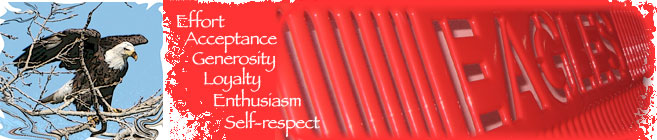 Effort
Acceptance
Generosity
Loyalty
Enthusiasm
Self-respect
EAGLES